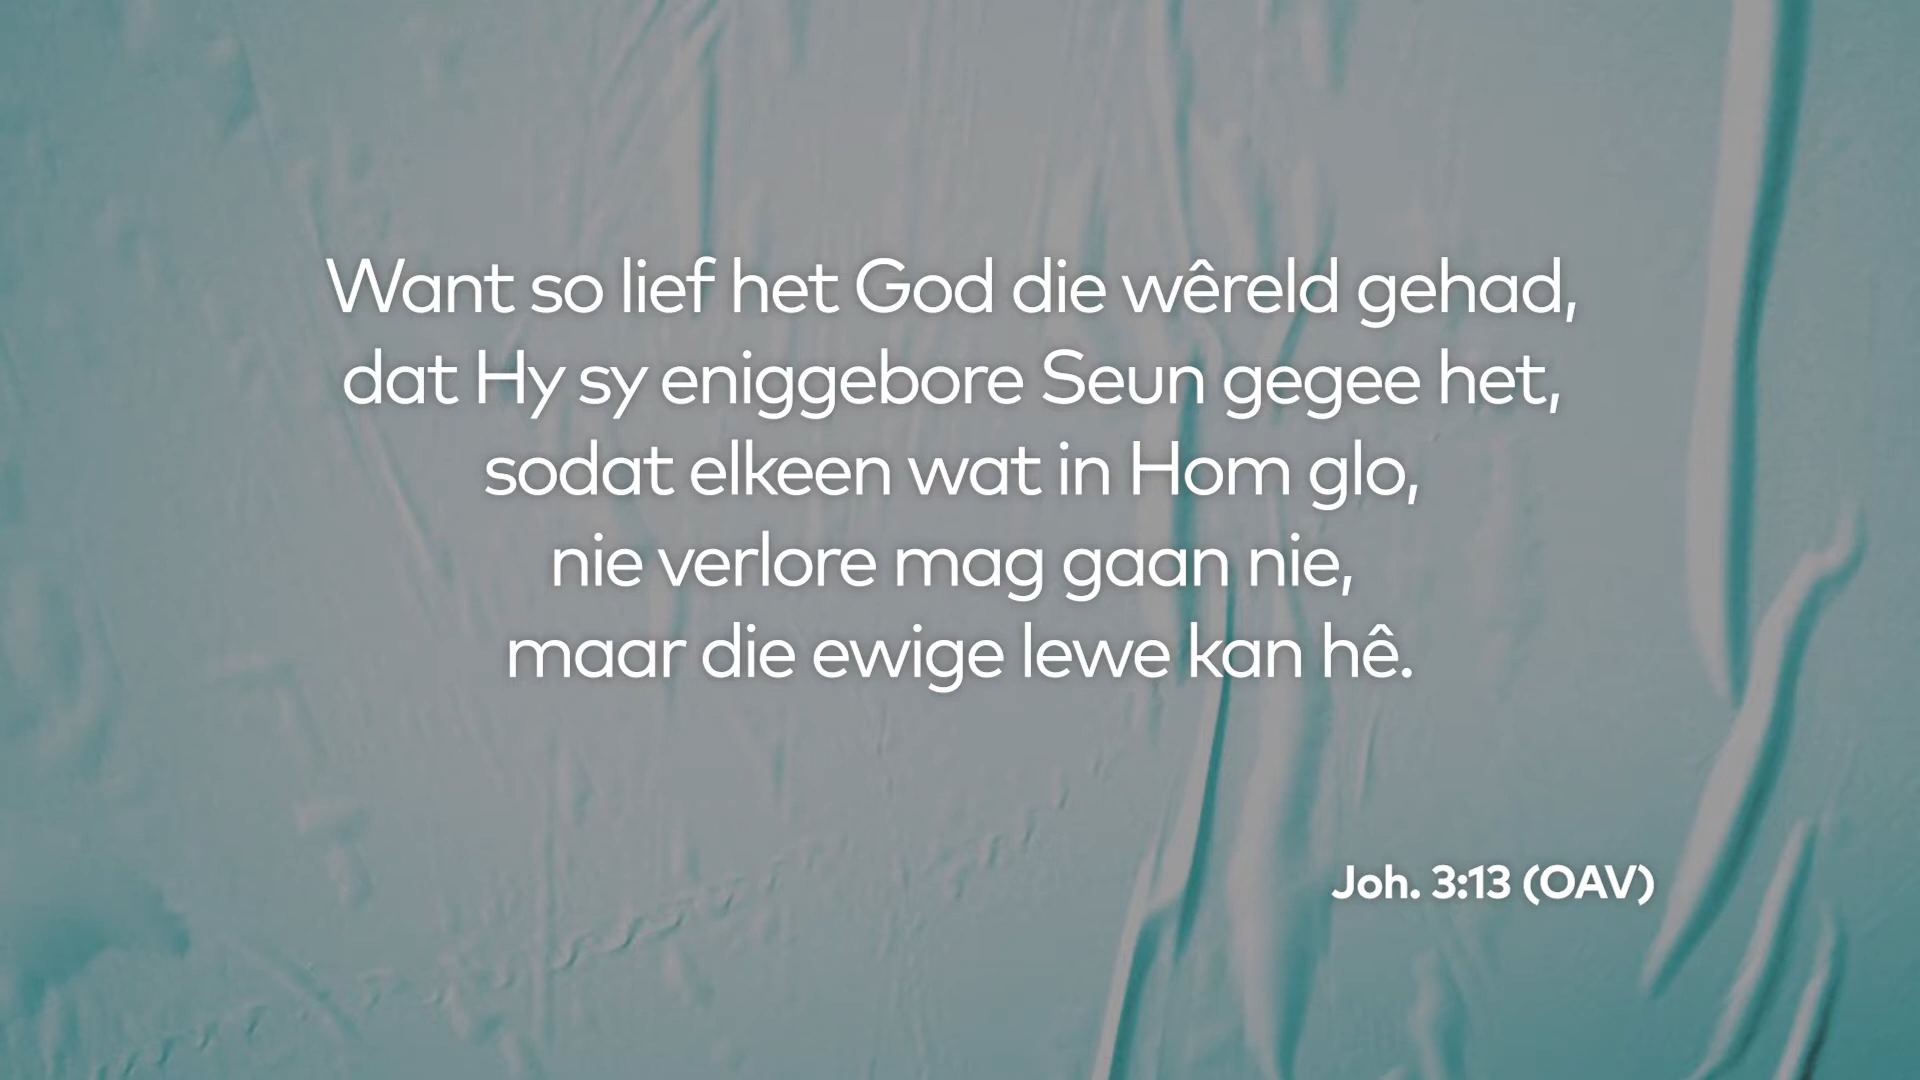 Want so lief het God die wêreld gehad,
dat Hy sy eniggebore Seun gegee het,
sodat elkeen wat in Hom glo,
nie verlore mag gaan nie,
maar die ewige lewe kan hê.
Joh. 3:13 (OAV)